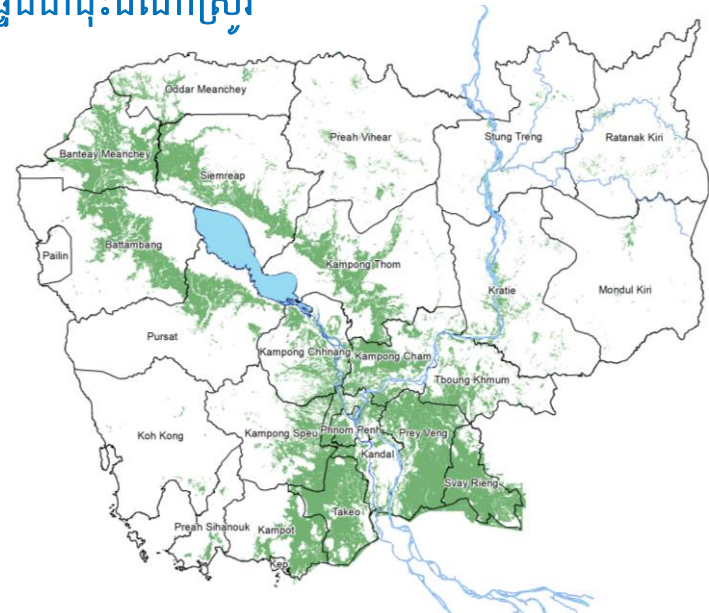 Oddar Meanchey
Preah Vihear
Stung Treng
Ratanak Kiri
Banteay Meanchey
Siemreap
Battambang
Pailin
Kampong Thom
Kratie
Mondul Kiri
Pursat
Kampong Chhnang
Kampong Cham
Tboung Khmum
Koh Kong
Kampong Speu
Phnom Penh
Prey Veng
Kandal
Svay Rieng
Takeo
Preah Sihanouk
Kampot
Kep